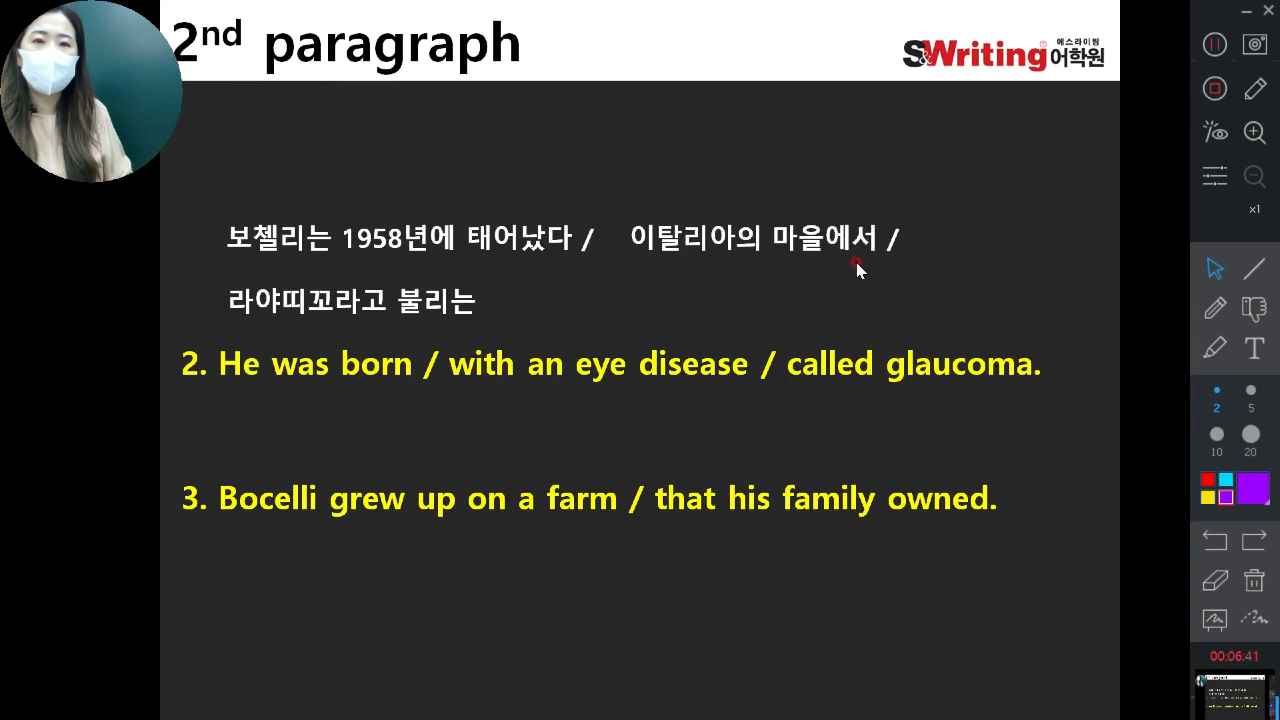 2nd paragraph
S&Writing 에스라이팅 어학원
보첼리는 1958년에 태어났다 / 이탈리아의 마을에서 /
라야띠꼬라고 불리는
2. He was born / with an eye disease / called glaucoma.
3. Bocelli grew up on a farm / that his family owned.
x1
T
2 5
10 20
00:06:41